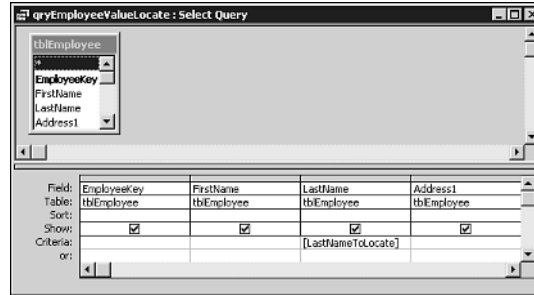 qryEmployeeValueLocate : Select Query
tblEmployee
*
EmployeeKey
FirstName
LastName
Address1
Field: EmployeeKey FirstName LastName Address1
Table: tblEmployee tblEmployee tblEmployee tblEmployee
Sort:
Show:
Criteria: [LastNameToLocate]
or: